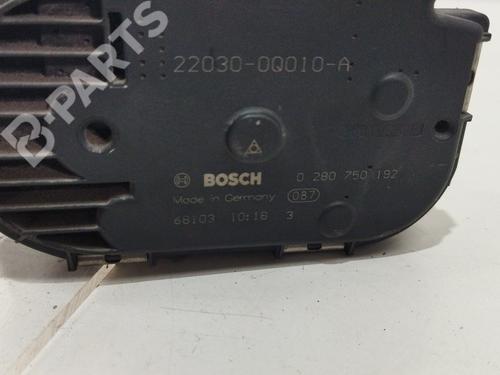 22030-0Q010-A
BOSCH 0 280 750 192
Made in Germany 087
68103 10:18 3
B-PARTS